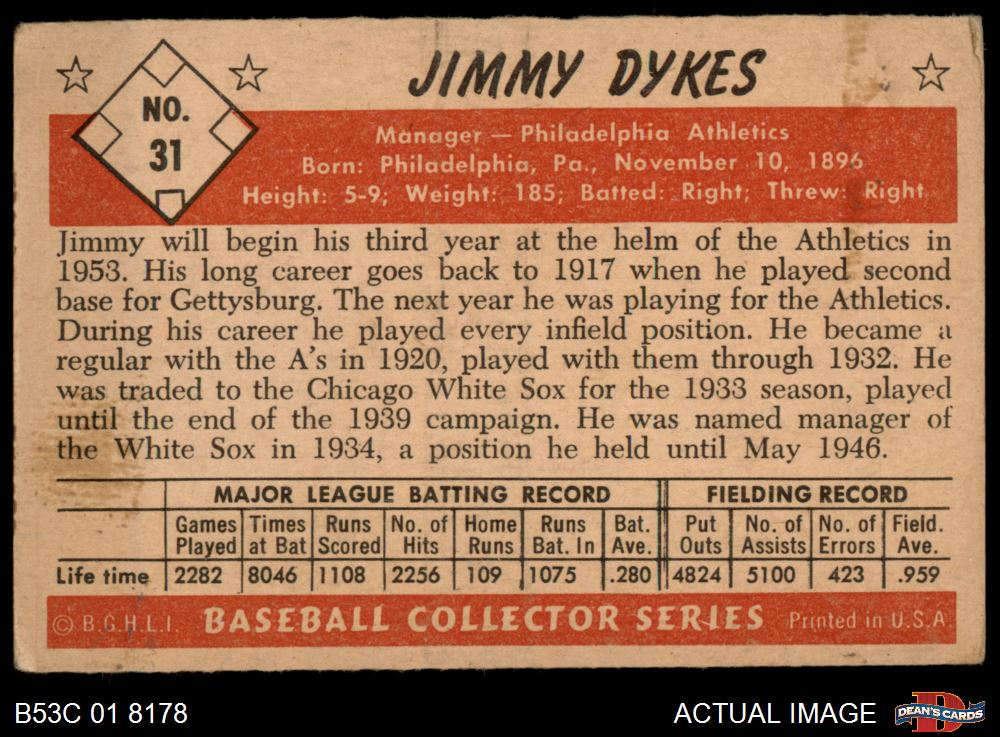 JIMMY DYKES
NO.
31
Manager — Philadelphia Athletics
Born: Philadelphia, Pa., November 10, 1896
Height: 5-9; Weight: 185; Batted: Right; Threw: Right
Jimmy will begin his third year at the helm of the Athletics in
1953. His long career goes back to 1917 when he played second
base for Gettysburg. The next year he was playing for the Athletics.
During his career he played every infield position. He became a
regular with the A's in 1920, played with them through 1932. He
was traded to the Chicago White Sox for the 1933 season, played
until the end of the 1939 campaign. He was named manager of
the White Sox in 1934, a position he held until May 1946.
MAJOR LEAGUE BATTING RECORD FIELDING RECORD
Games Times Runs No. of Home Runs Bat. Put No. of No. of Field.
Played at Bat Scored Hits Runs Bat. In Ave. Outs Assists Errors Ave.
Life time 2282 8046 1108 2256 109 1075 .280 4824 5100 423 .959
© B.G.H.L.I. BASEBALL COLLECTOR SERIES Printed in U.S.A.
B53C 01 8178 ACTUAL IMAGE DEAN'S CARDS